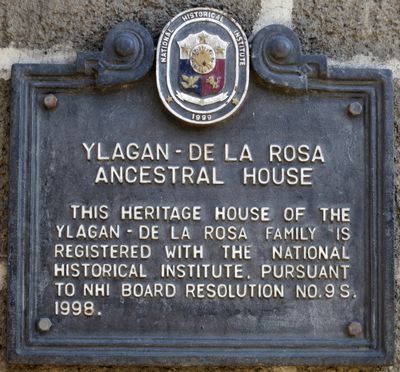 NATIONAL HISTORICAL INSTITUTE
1999
YLAGAN - DE LA ROSA
ANCESTRAL HOUSE
THIS HERITAGE HOUSE OF THE
YLAGAN - DE LA ROSA FAMILY IS
REGISTERED WITH THE NATIONAL
HISTORICAL INSTITUTE, PURSUANT
TO NHI BOARD RESOLUTION NO. 9 S.
1998.